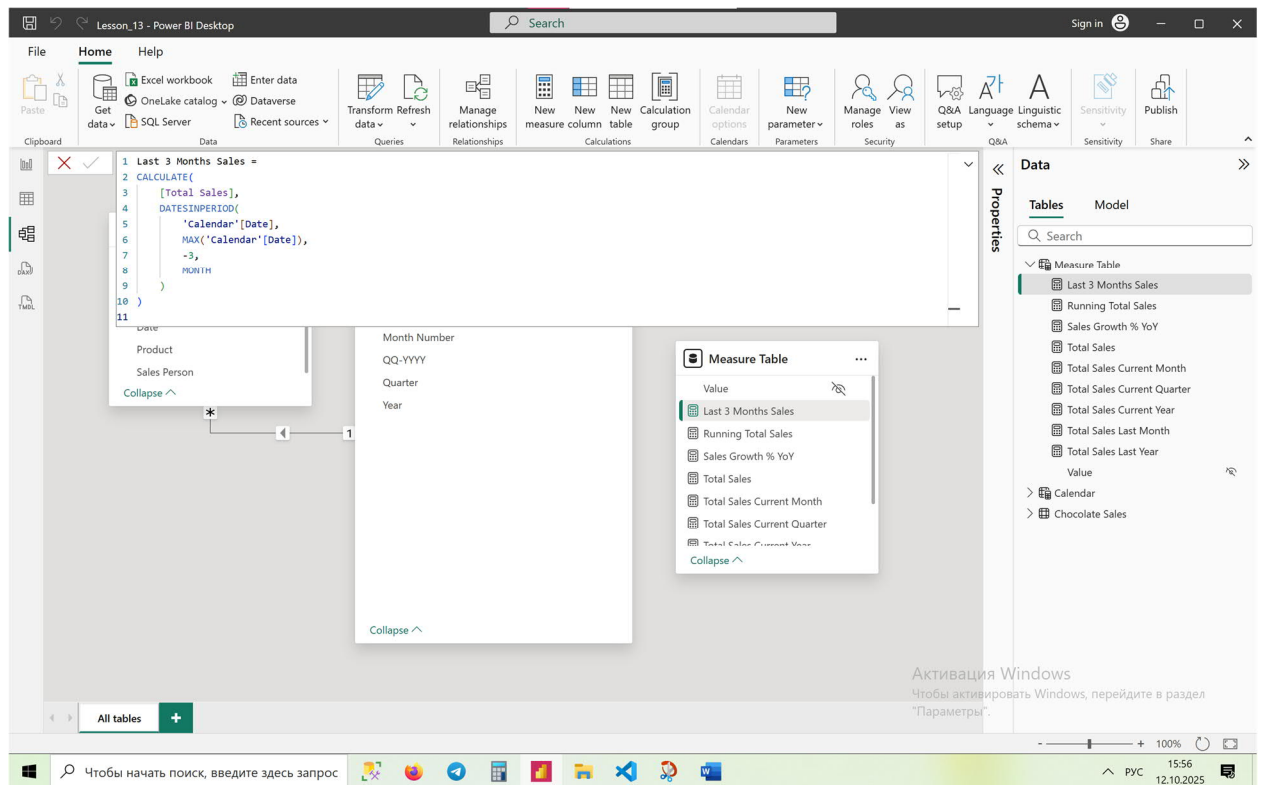 Lesson_13 - Power BI Desktop
Search
Sign in
File Home Help
Paste
Get data
Excel workbook
OneLake catalog
SQL Server
Enter data
Dataverse
Recent sources
Transform data
Refresh
Manage relationships
New measure
New column
New table
Calculation group
Calendar options
New parameter
Manage roles
View as
Q&A setup
Language
Linguistic schema
Sensitivity
Publish
Clipboard Data Queries Relationships Calculations Calendars Parameters Security Q&A Sensitivity Share
1 Last 3 Months Sales =
2 CALCULATE(
3 [Total Sales],
4 DATESINPERIOD(
5 'Calendar'[Date],
6 MAX('Calendar'[Date]),
7 -3,
8 MONTH
9 )
10 )
11
DAX
TMDL
Date
Product
Sales Person
Collapse
*
1
Month Number
QQ-YYYY
Quarter
Year
Collapse
Measure Table
Value
Last 3 Months Sales
Running Total Sales
Sales Growth % YoY
Total Sales
Total Sales Current Month
Total Sales Current Quarter
Total Sales Current Year
Collapse
Properties
Data
Tables Model
Search
Measure Table
Last 3 Months Sales
Running Total Sales
Sales Growth % YoY
Total Sales
Total Sales Current Month
Total Sales Current Quarter
Total Sales Current Year
Total Sales Last Month
Total Sales Last Year
Value
Calendar
Chocolate Sales
Активация Windows
Чтобы активировать Windows, перейдите в раздел
"Параметры".
All tables
+
- + 100%
Чтобы начать поиск, введите здесь запрос
РУС
15:56
12.10.2025